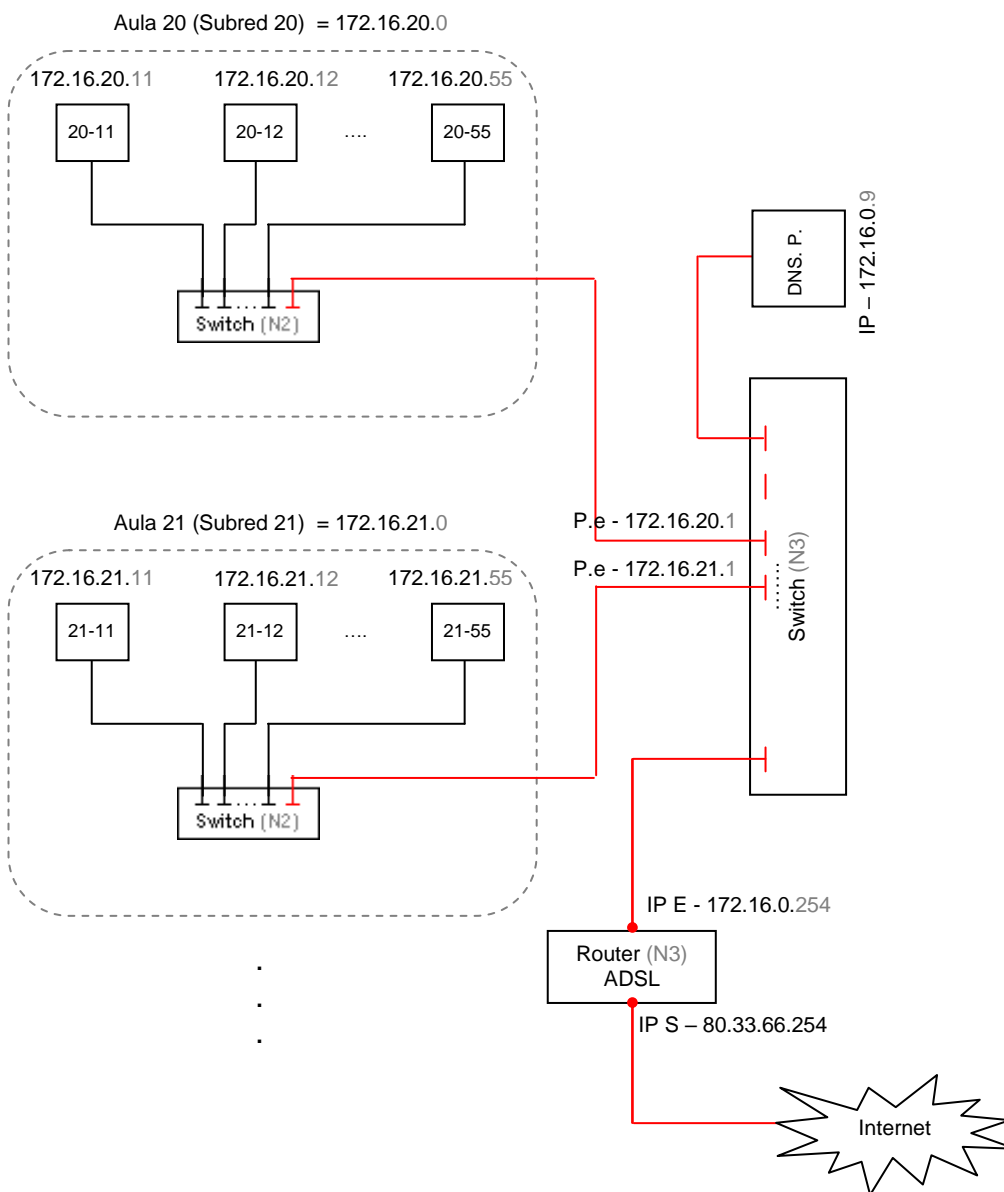 Aula 20 (Subred 20) = 172.16.20.0
172.16.20.11
172.16.20.12
172.16.20.55
20-11
20-12
....
20-55
Switch (N2)
DNS. P.
IP – 172.16.0.9
P.e - 172.16.20.1
Aula 21 (Subred 21) = 172.16.21.0
P.e - 172.16.21.1
172.16.21.11
172.16.21.12
172.16.21.55
21-11
21-12
....
21-55
Switch (N2)
Switch (N3)
IP E - 172.16.0.254
Router (N3)
ADSL
IP S – 80.33.66.254
Internet